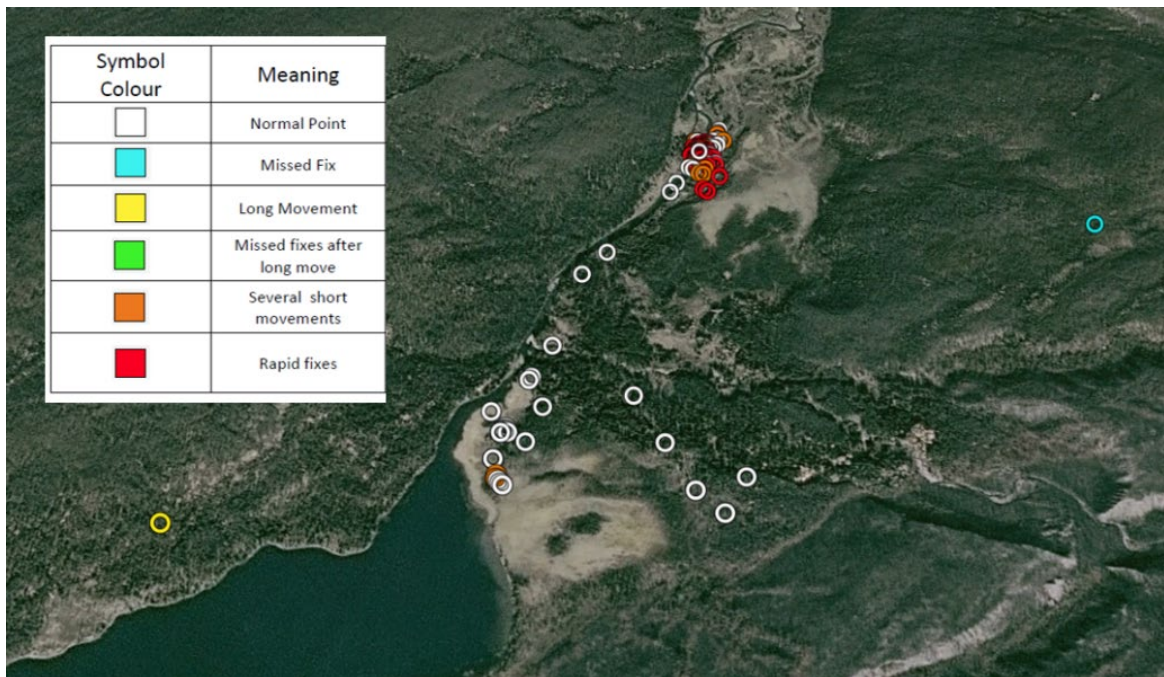 Symbol
Colour
Meaning
Normal Point
Missed Fix
Long Movement
Missed fixes after
long move
Several short
movements
Rapid fixes